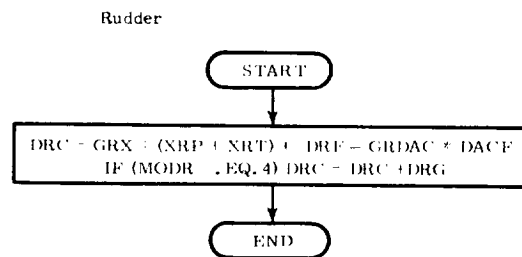 Rudder
START
DRC = GRX * (XRP + XRT) + DRF - GRDAC * DACF
IF (MODR .EQ. 4) DRC = DRC + DRG
END